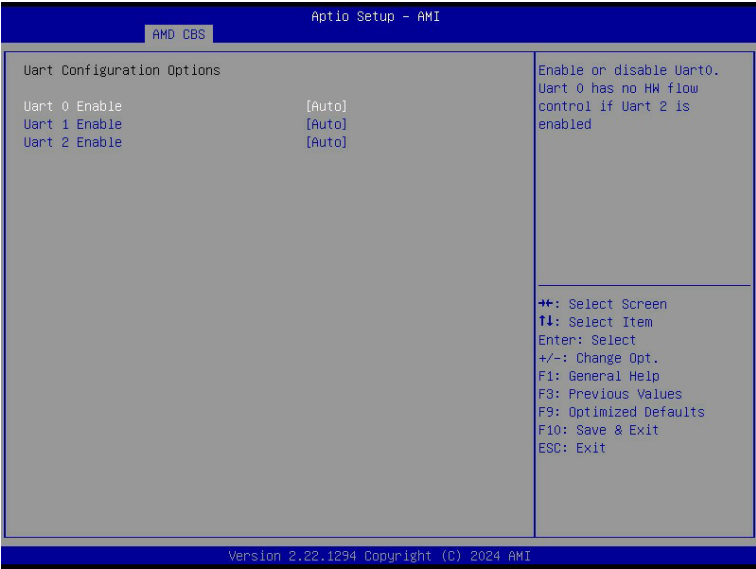 Aptio Setup - AMI
AMD CBS
Uart Configuration Options
Uart 0 Enable [Auto]
Uart 1 Enable [Auto]
Uart 2 Enable [Auto]
Enable or disable Uart0.
Uart 0 has no HW flow
control if Uart 2 is
enabled
→←: Select Screen
↑↓: Select Item
Enter: Select
+/-: Change Opt.
F1: General Help
F3: Previous Values
F9: Optimized Defaults
F10: Save & Exit
ESC: Exit
Version 2.22.1294 Copyright (C) 2024 AMI